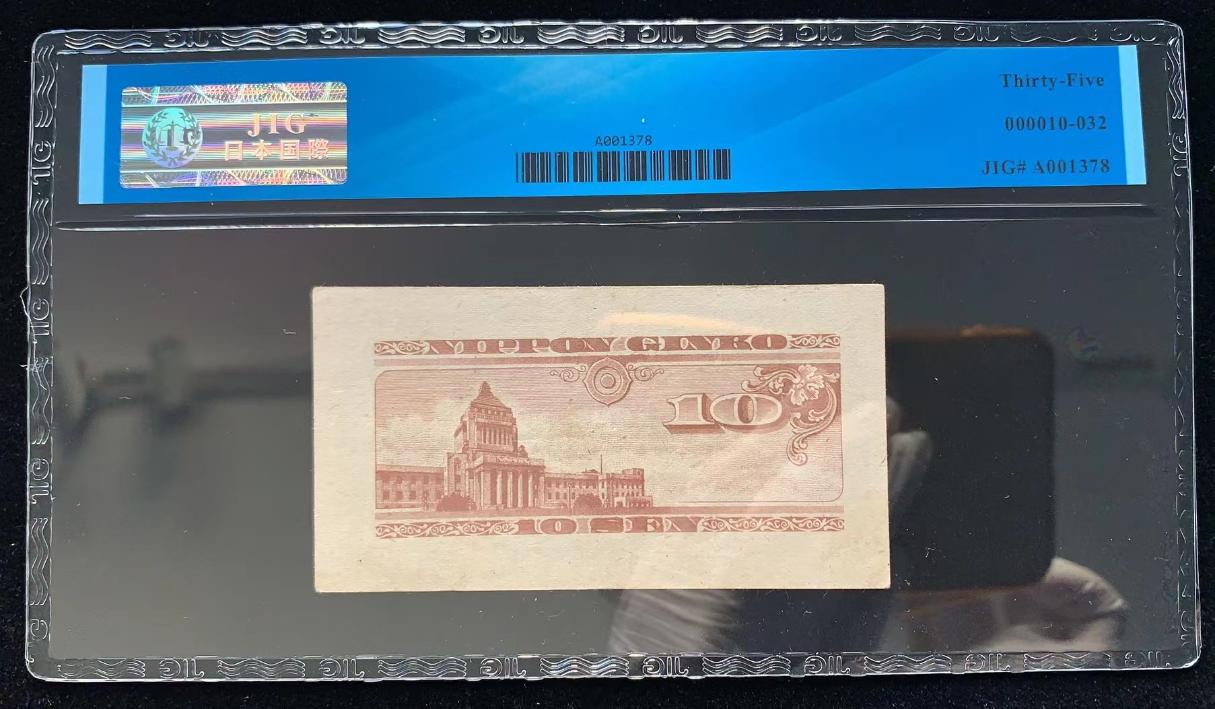 JIG
日本国際
A001378
Thirty-Five
000010-032
JIG# A001378
NIPPON GINKO
10
10 SEN